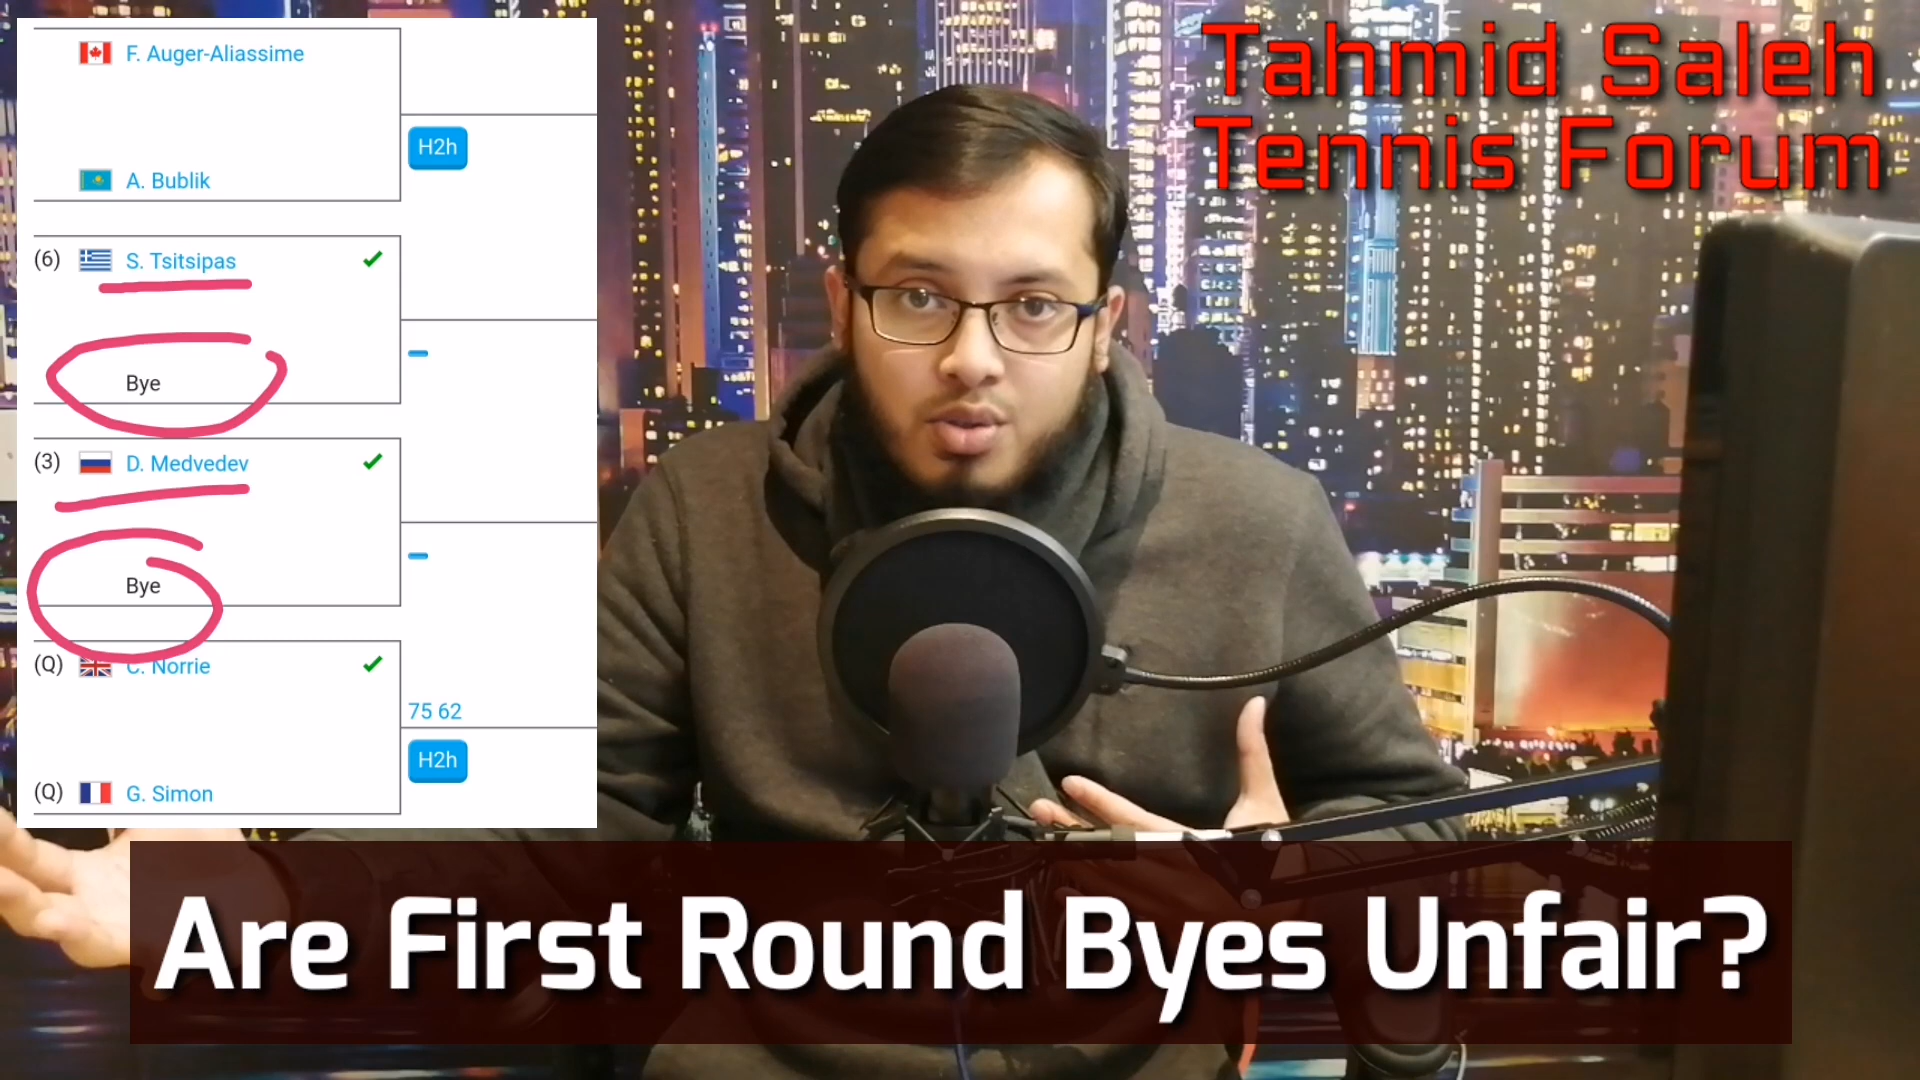 F. Auger-Aliassime
H2h
A. Bublik
(6) S. Tsitsipas
Bye
(3) D. Medvedev
Bye
(Q) C. Norrie
75 62
H2h
(Q) G. Simon
Tahmid Saleh
Tennis Forum
Are First Round Byes Unfair?